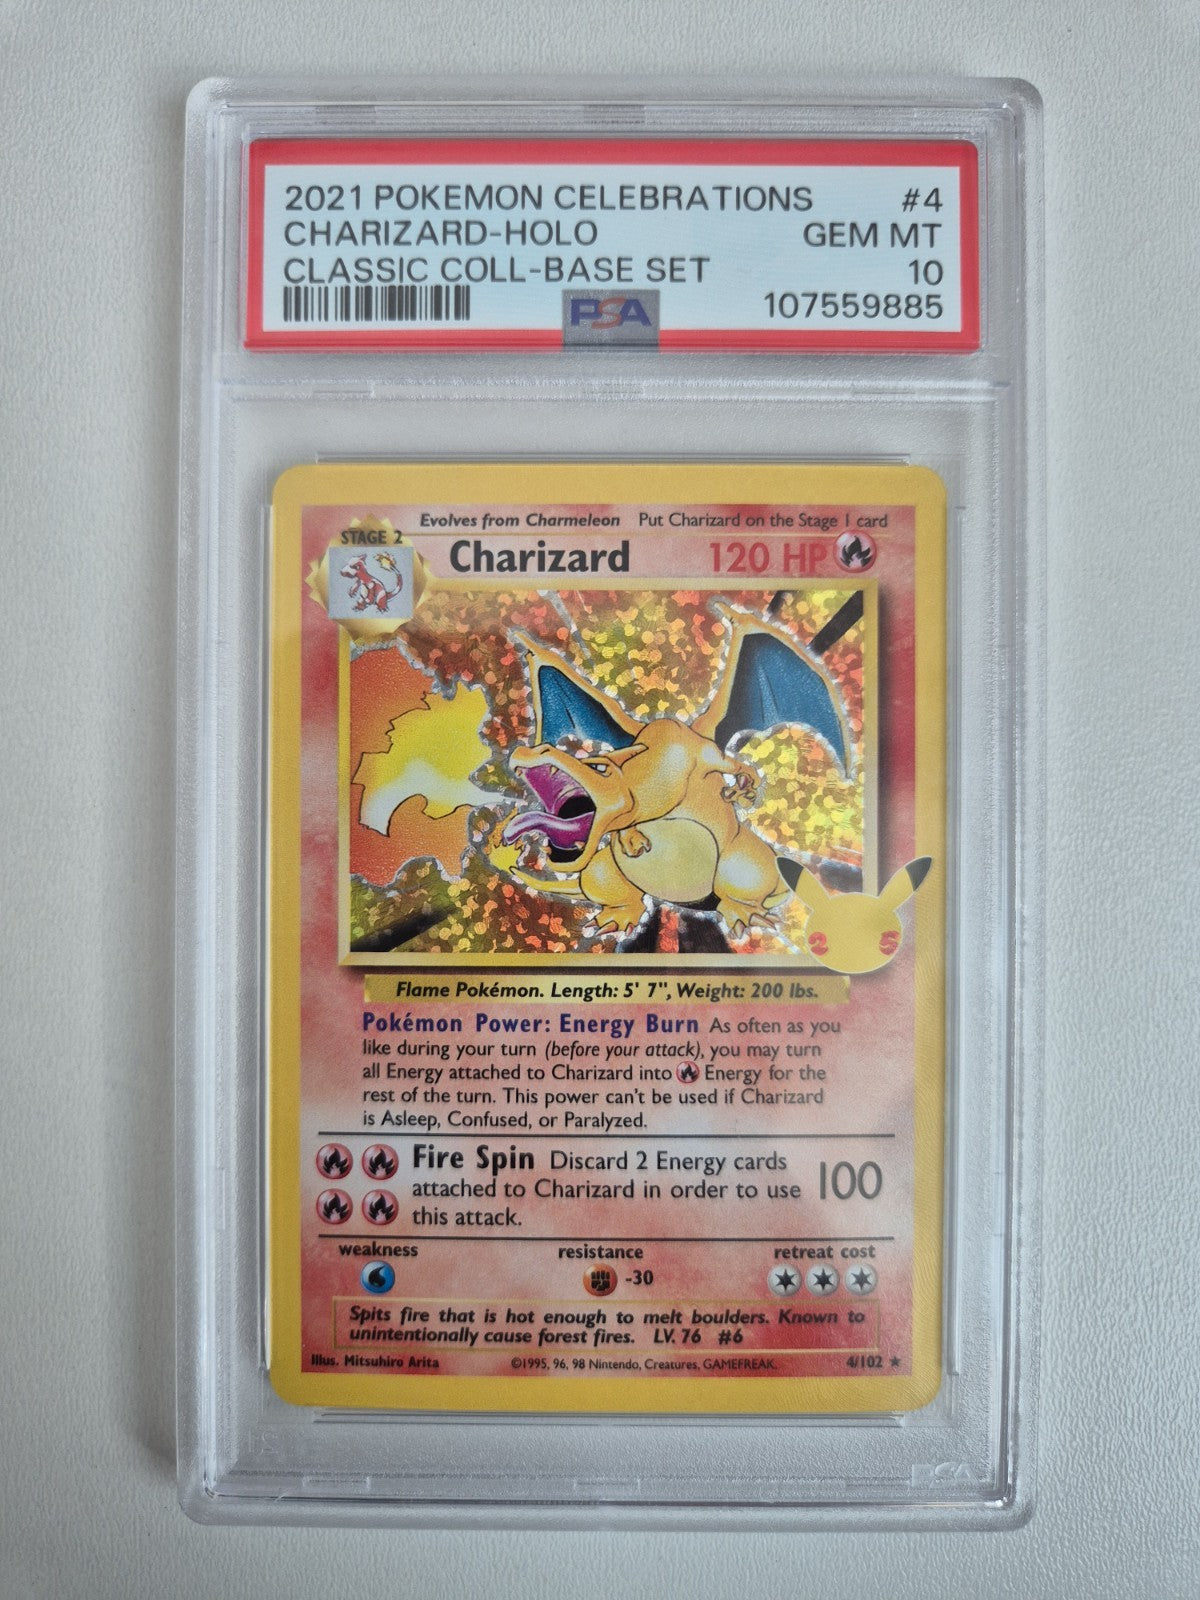 2021 POKEMON CELEBRATIONS #4
CHARIZARD-HOLO GEM MT
CLASSIC COLL-BASE SET 10
PSA 107559885
Evolves from Charmeleon Put Charizard on the Stage 1 card
STAGE 2
Charizard 120 HP
25
Flame Pokémon. Length: 5' 7", Weight: 200 lbs.
Pokémon Power: Energy Burn As often as you
like during your turn (before your attack), you may turn
all Energy attached to Charizard into Energy for the
rest of the turn. This power can't be used if Charizard
is Asleep, Confused, or Paralyzed.
Fire Spin Discard 2 Energy cards
attached to Charizard in order to use 100
this attack.
weakness resistance retreat cost
-30
Spits fire that is hot enough to melt boulders. Known to
unintentionally cause forest fires. LV. 76 #6
Illus. Mitsuhiro Arita ©1995, 96, 98 Nintendo, Creatures, GAMEFREAK. 4/102 ★
PSA